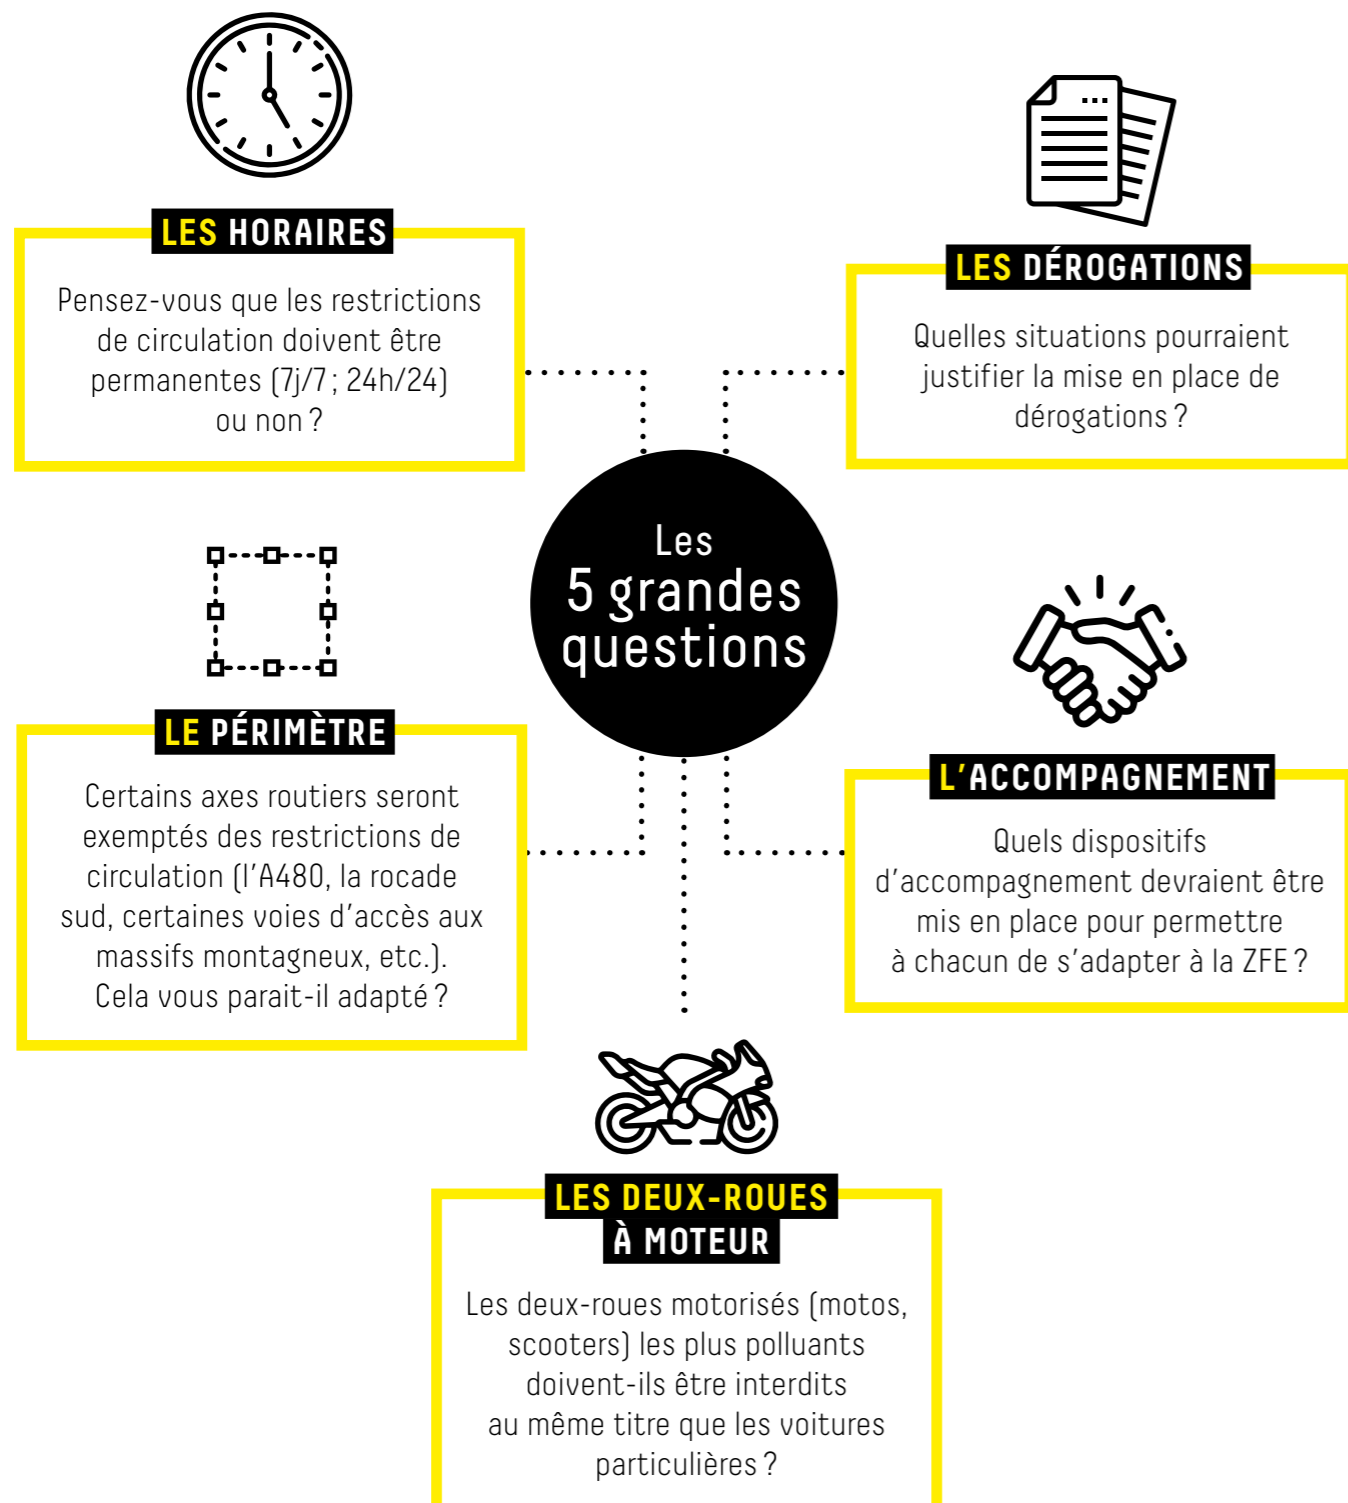 LES HORAIRES
Pensez-vous que les restrictions
de circulation doivent être
permanentes (7j/7 ; 24h/24)
ou non ?
LES DÉROGATIONS
Quelles situations pourraient
justifier la mise en place de
dérogations ?
Les
5 grandes
questions
LE PÉRIMÈTRE
Certains axes routiers seront
exemptés des restrictions de
circulation (l'A480, la rocade
sud, certaines voies d'accès aux
massifs montagneux, etc.).
Cela vous parait-il adapté ?
L'ACCOMPAGNEMENT
Quels dispositifs
d'accompagnement devraient être
mis en place pour permettre
à chacun de s'adapter à la ZFE ?
LES DEUX-ROUES
À MOTEUR
Les deux-roues motorisés (motos,
scooters) les plus polluants
doivent-ils être interdits
au même titre que les voitures
particulières ?